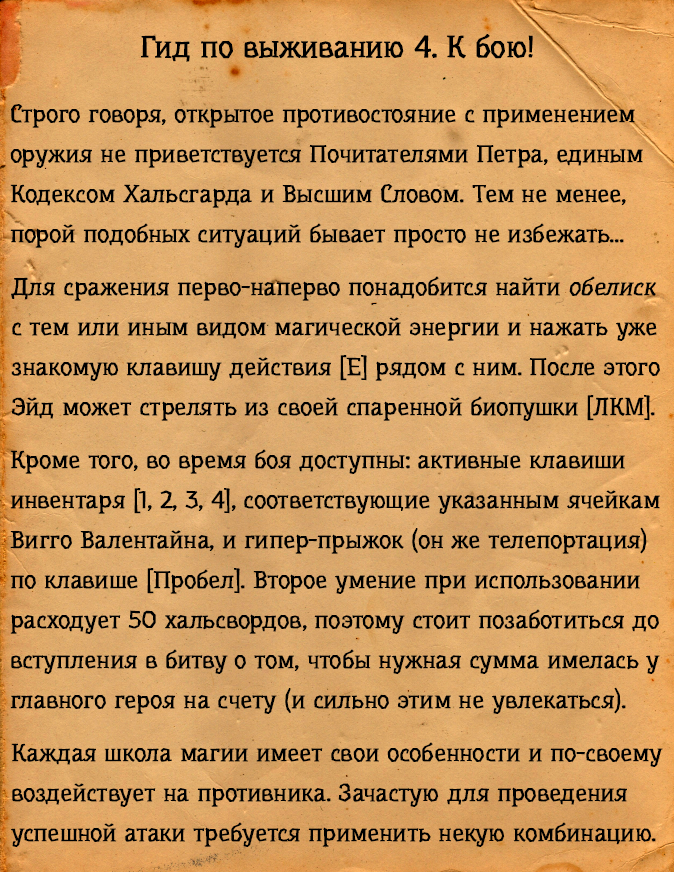 Гид по выживанию 4. К бою!
Строго говоря, открытое противостояние с применением
оружия не приветствуется Почитателями Петра, единым
Кодексом Хальсгарда и Высшим Словом. Тем не менее,
порой подобных ситуаций бывает просто не избежать...
Для сражения перво-наперво понадобится найти обелиск
с тем или иным видом магической энергии и нажать уже
знакомую клавишу действия [Е] рядом с ним. После этого
Эйд может стрелять из своей спаренной биопушки [ЛКМ].
Кроме того, во время боя доступны: активные клавиши
инвентаря [1, 2, 3, 4], соответствующие указанным ячейкам
Вигго Валентайна, и гипер-прыжок (он же телепортация)
по клавише [Пробел]. Второе умение при использовании
расходует 50 хальсвордов, поэтому стоит позаботиться до
вступления в битву о том, чтобы нужная сумма имелась у
главного героя на счету (и сильно этим не увлекаться).
Каждая школа магии имеет свои особенности и по-своему
воздействует на противника. Зачастую для проведения
успешной атаки требуется применить некую комбинацию.